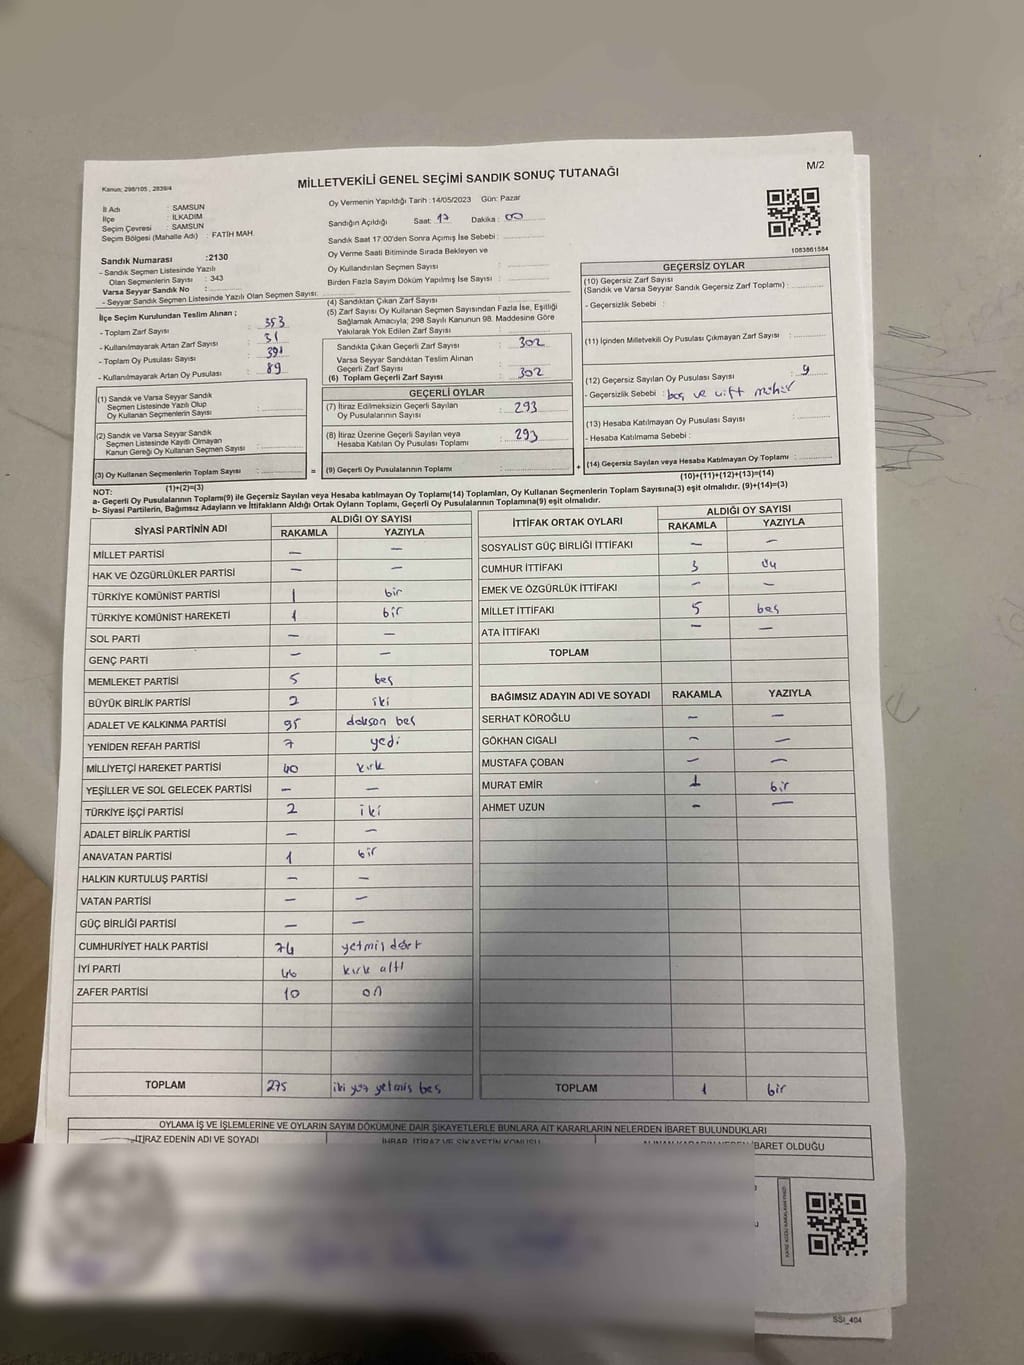 M/2
MİLLETVEKİLİ GENEL SEÇİMİ SANDIK SONUÇ TUTANAĞI
Kanun: 298/105 , 2839/4
İl Adı : SAMSUN
İlçe : İLKADIM
Seçim Çevresi : SAMSUN
Seçim Bölgesi (Mahalle Adı) : FATİH MAH.
Sandık Numarası :2130
- Sandık Seçmen Listesinde Yazılı
Olan Seçmenlerin Sayısı : 343
Varsa Seyyar Sandık No :
- Seyyar Sandık Seçmen Listesinde Yazılı Olan Seçmen Sayısı:
İlçe Seçim Kurulundan Teslim Alınan ;
- Toplam Zarf Sayısı : 353
- Kullanılmayarak Artan Zarf Sayısı : 51
- Toplam Oy Pusulası Sayısı : 391
- Kullanılmayarak Artan Oy Pusulası : 89
(1) Sandık ve Varsa Seyyar Sandık
Seçmen Listesinde Yazılı Olup
Oy Kullanan Seçmenlerin Sayısı :
(2) Sandık ve Varsa Seyyar Sandık
Seçmen Listesinde Kaydı Olmayan
Kanun Gereği Oy Kullanan Seçmen Sayısı :
(3) Oy Kullanan Seçmenlerin Toplam Sayısı :
(1)+(2)=(3)
Oy Vermenin Yapıldığı Tarih :14/05/2023 Gün: Pazar
Sandığın Açıldığı Saat: 17 Dakika : 00
Sandık Saat 17:00'den Sonra Açımış İse Sebebi :
Oy Verme Saati Bitiminde Sırada Bekleyen ve
Oy Kullandırılan Seçmen Sayısı :
Birden Fazla Sayım Döküm Yapılmış İse Sayısı :
(4) Sandıktan Çıkan Zarf Sayısı :
(5) Zarf Sayısı Oy Kullanan Seçmen Sayısından Fazla İse, Eşitliği
Sağlamak Amacıyla; 298 Sayılı Kanunun 98. Maddesine Göre
Yakılarak Yok Edilen Zarf Sayısı :
Sandıkta Çıkan Geçerli Zarf Sayısı : 302
Varsa Seyyar Sandıktan Teslim Alınan
Geçerli Zarf Sayısı :
(6) Toplam Geçerli Zarf Sayısı : 302
GEÇERLİ OYLAR
(7) İtiraz Edilmeksizin Geçerli Sayılan
Oy Pusulalarının Sayısı : 293
(8) İtiraz Üzerine Geçerli Sayılan veya
Hesaba Katılan Oy Pusulası Toplamı : 293
= (9) Geçerli Oy Pusulalarının Toplamı : +
1083861584
GEÇERSİZ OYLAR
(10) Geçersiz Zarf Sayısı
(Sandık ve Varsa Seyyar Sandık Geçersiz Zarf Toplamı) :
- Geçersizlik Sebebi :
(11) İçinden Milletvekili Oy Pusulası Çıkmayan Zarf Sayısı :
(12) Geçersiz Sayılan Oy Pusulası Sayısı : 9
- Geçersizlik Sebebi : boş ve çift mühür
(13) Hesaba Katılmayan Oy Pusulası Sayısı :
- Hesaba Katılmama Sebebi :
(14) Geçersiz Sayılan veya Hesaba Katılmayan Oy Toplamı :
(10)+(11)+(12)+(13)=(14)
NOT:
a- Geçerli Oy Pusulalarının Toplamı(9) ile Geçersiz Sayılan veya Hesaba katılmayan Oy Toplamı(14) Toplamları, Oy Kullanan Seçmenlerin Toplam Sayısına(3) eşit olmalıdır. (9)+(14)=(3)
b- Siyasi Partilerin, Bağımsız Adayların ve İttifakların Aldığı Ortak Oyların Toplamı, Geçerli Oy Pusulalarının Toplamına(9) eşit olmalıdır.
SİYASİ PARTİNİN ADI ALDIĞI OY SAYISI
RAKAMLA YAZIYLA
MİLLET PARTİSİ — —
HAK VE ÖZGÜRLÜKLER PARTİSİ — —
TÜRKİYE KOMÜNİST PARTİSİ 1 bir
TÜRKİYE KOMÜNİST HAREKETİ 1 bir
SOL PARTİ — —
GENÇ PARTİ — —
MEMLEKET PARTİSİ 5 beş
BÜYÜK BİRLİK PARTİSİ 2 iki
ADALET VE KALKINMA PARTİSİ 95 doksan beş
YENİDEN REFAH PARTİSİ 7 yedi
MİLLİYETÇİ HAREKET PARTİSİ 40 kırk
YEŞİLLER VE SOL GELECEK PARTİSİ — —
TÜRKİYE İŞÇİ PARTİSİ 2 iki
ADALET BİRLİK PARTİSİ — —
ANAVATAN PARTİSİ 1 bir
HALKIN KURTULUŞ PARTİSİ — —
VATAN PARTİSİ — —
GÜÇ BİRLİĞİ PARTİSİ — —
CUMHURİYET HALK PARTİSİ 74 yetmiş dört
İYİ PARTİ 46 kırk altı
ZAFER PARTİSİ 10 on
TOPLAM 275 iki yüz yetmiş beş
İTTİFAK ORTAK OYLARI ALDIĞI OY SAYISI
RAKAMLA YAZIYLA
SOSYALİST GÜÇ BİRLİĞİ İTTİFAKI — —
CUMHUR İTTİFAKI 3 üç
EMEK VE ÖZGÜRLÜK İTTİFAKI — —
MİLLET İTTİFAKI 5 beş
ATA İTTİFAKI — —
TOPLAM
BAĞIMSIZ ADAYIN ADI VE SOYADI RAKAMLA YAZIYLA
SERHAT KÖROĞLU — —
GÖKHAN CIGALI — —
MUSTAFA ÇOBAN — —
MURAT EMİR 1 bir
AHMET UZUN — —
TOPLAM 1 bir
OYLAMA İŞ VE İŞLEMLERİNE VE OYLARIN SAYIM DÖKÜMÜNE DAİR ŞİKAYETLERLE BUNLARA AİT KARARLARIN NELERDEN İBARET BULUNDUKLARI
İTİRAZ EDENİN ADI VE SOYADI İHBAR, İTİRAZ VE ŞİKAYETİN KONUSU İBARET OLDUĞU
SSİ_404